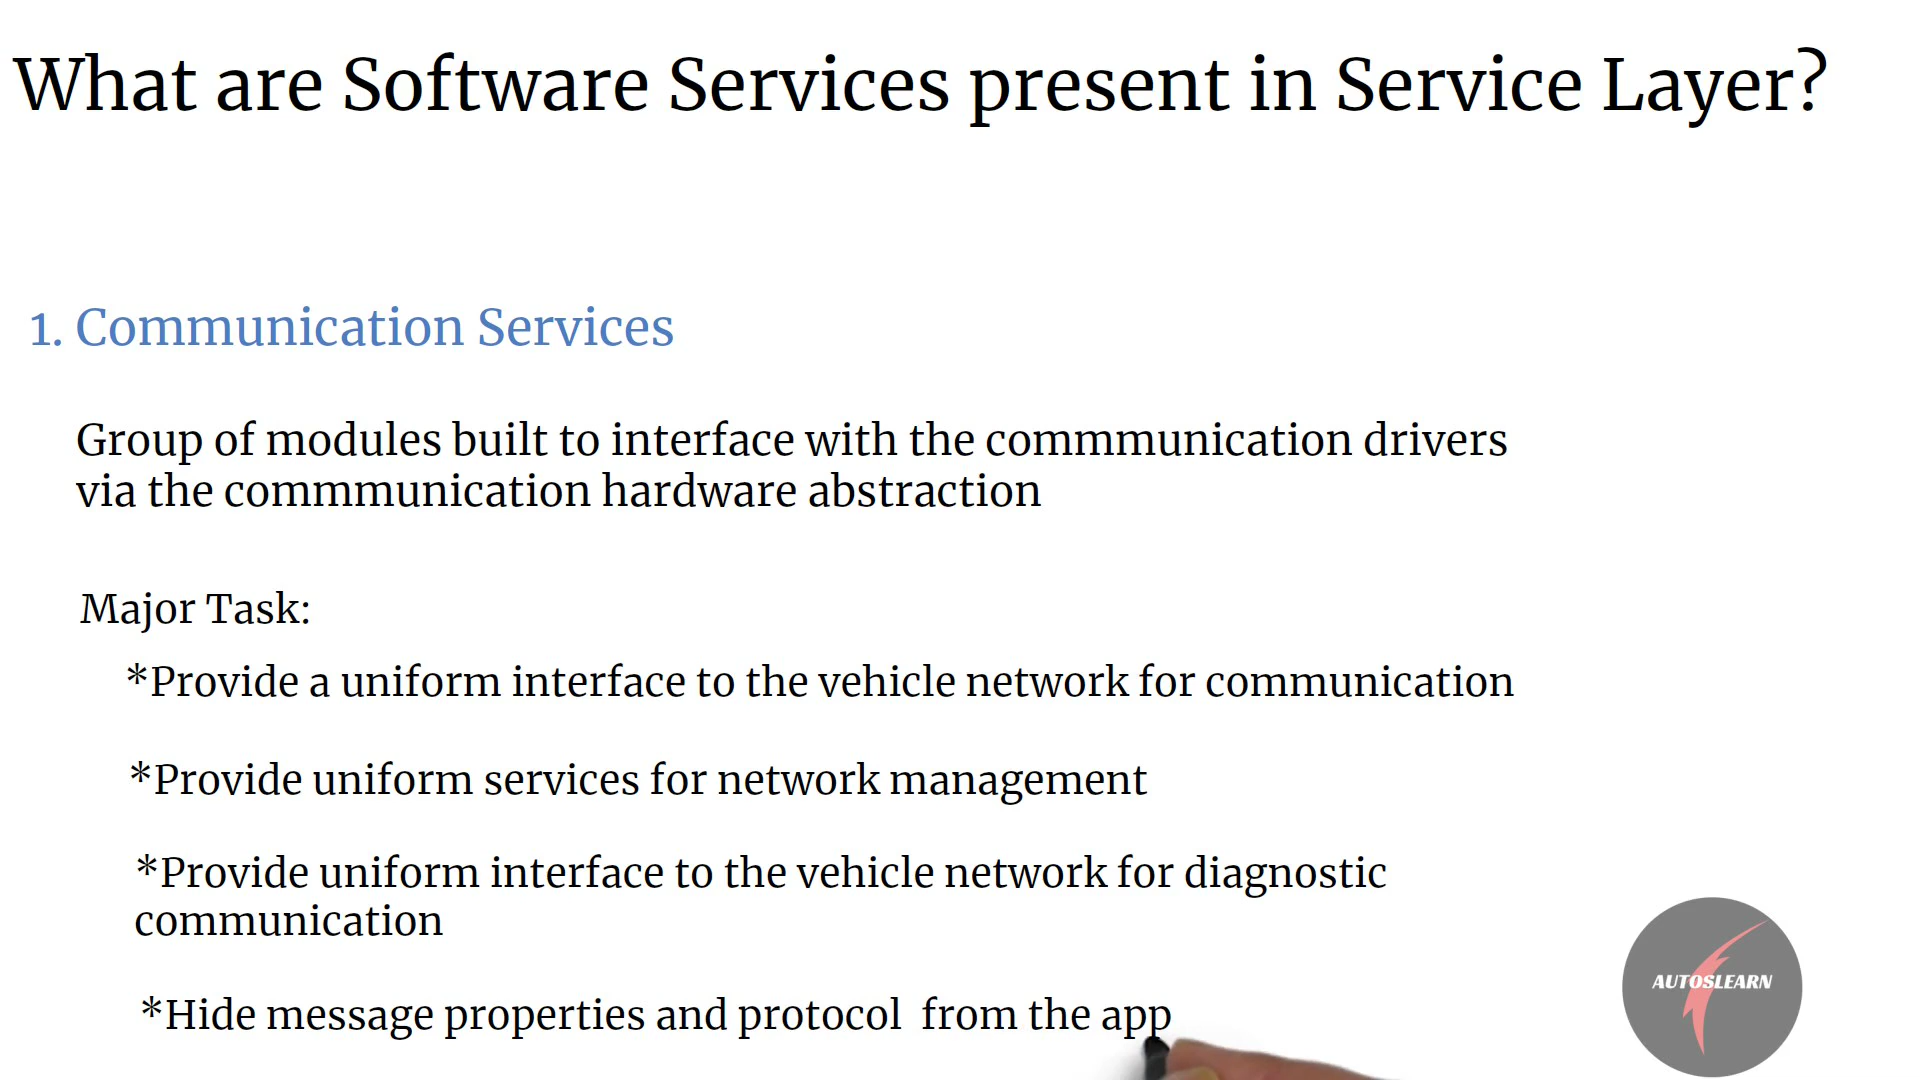 What are Software Services present in Service Layer?
1. Communication Services
Group of modules built to interface with the commmunication drivers
via the commmunication hardware abstraction
Major Task:
*Provide a uniform interface to the vehicle network for communication
*Provide uniform services for network management
*Provide uniform interface to the vehicle network for diagnostic
communication
*Hide message properties and protocol  from the app
AUTOSLEARN